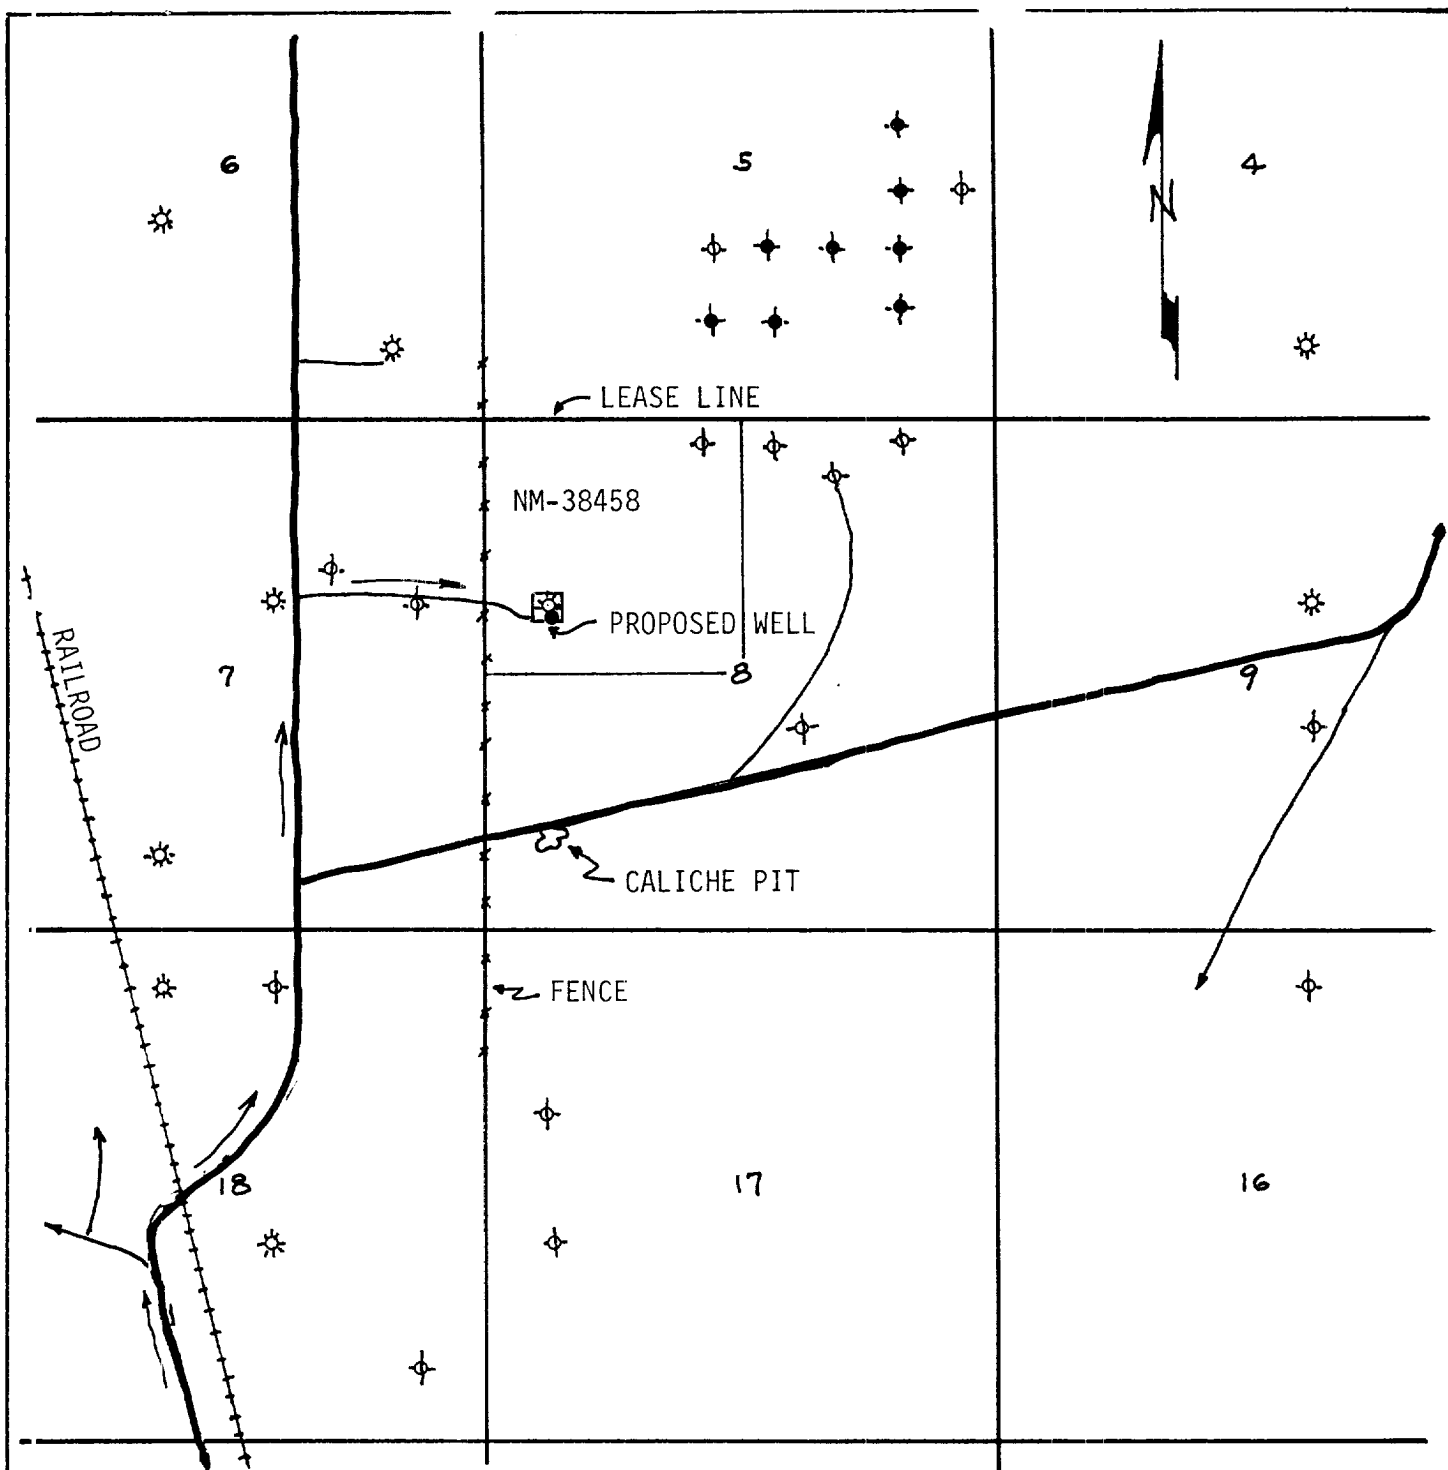 6
5
4
N
LEASE LINE
NM-38458
PROPOSED WELL
RAILROAD
7
8
9
CALICHE PIT
FENCE
18
17
16